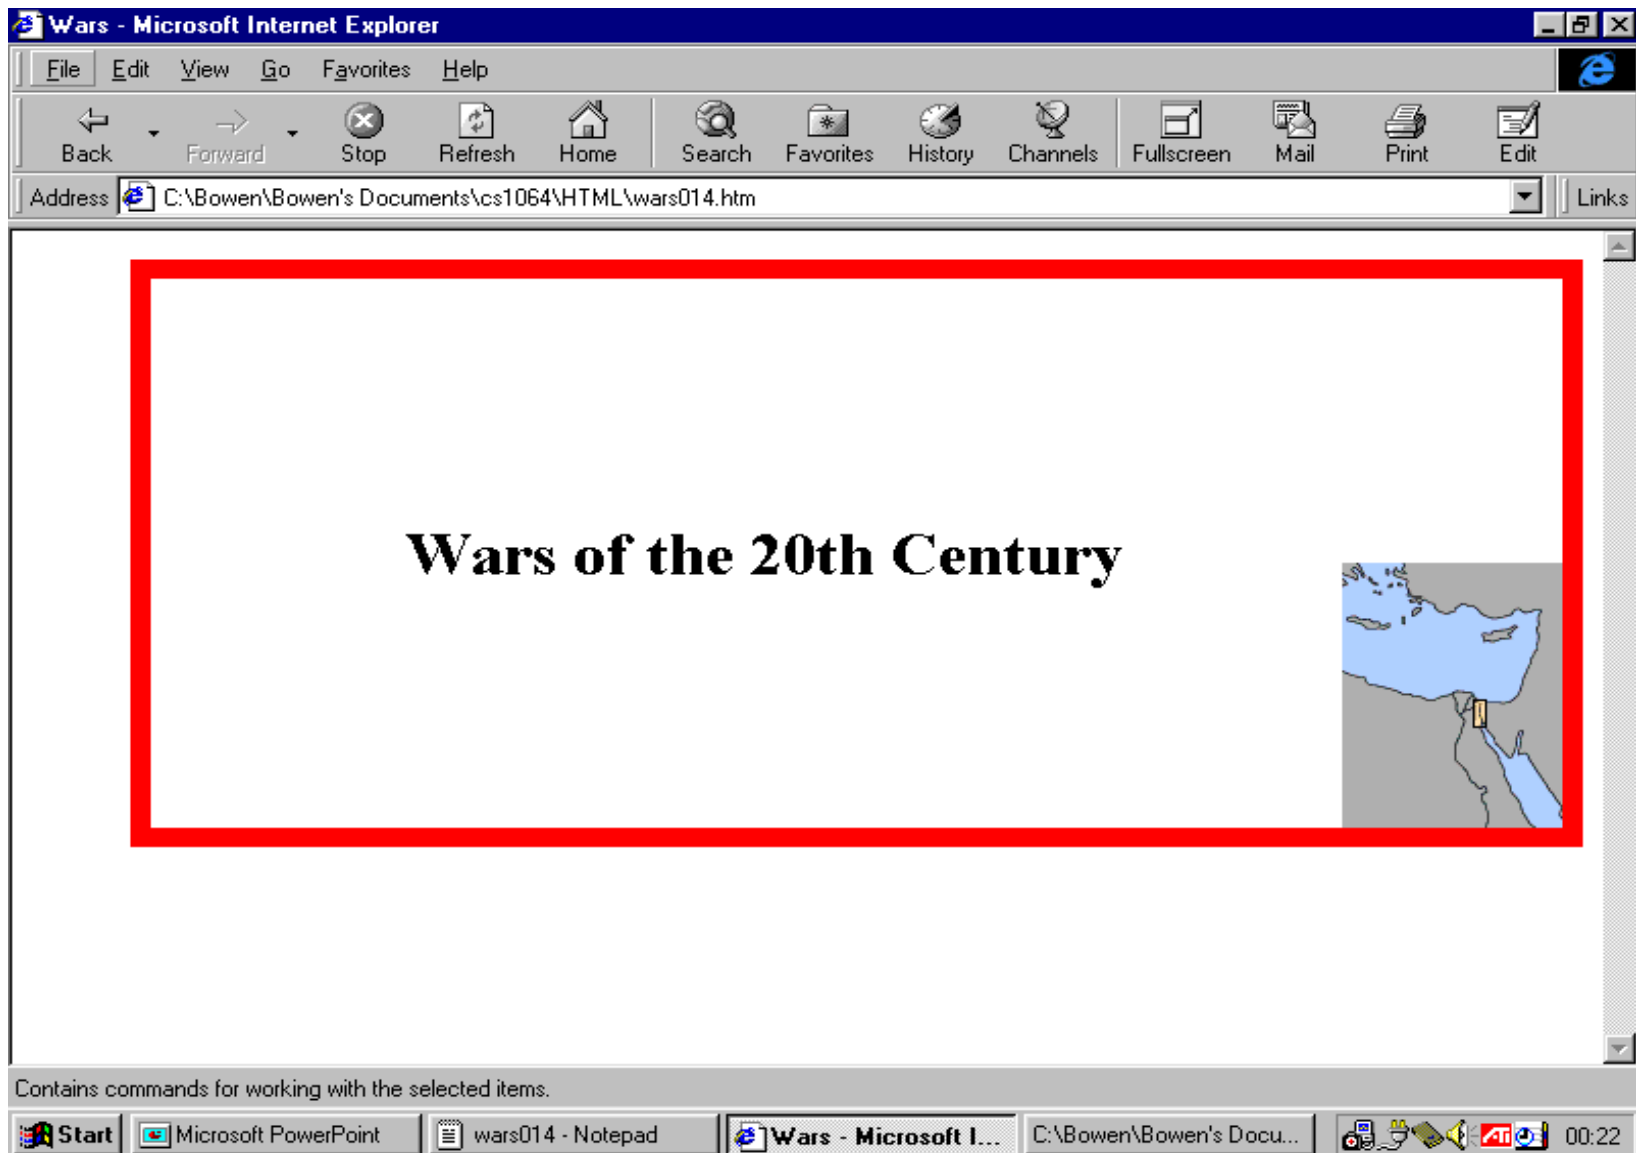 Wars - Microsoft Internet Explorer
File Edit View Go Favorites Help
Back Forward Stop Refresh Home Search Favorites History Channels Fullscreen Mail Print Edit
Address C:\Bowen\Bowen's Documents\cs1064\HTML\wars014.htm Links
Wars of the 20th Century
Contains commands for working with the selected items.
Start Microsoft PowerPoint wars014 - Notepad Wars - Microsoft I... C:\Bowen\Bowen's Docu... ATI 00:22